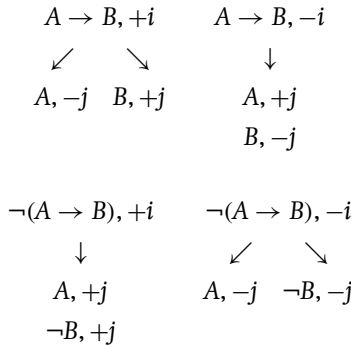 A → B, +i A → B, −i
↙ ↘ ↓
A, −j B, +j A, +j
B, −j
¬(A → B), +i ¬(A → B), −i
↓ ↙ ↘
A, +j A, −j ¬B, −j
¬B, +j